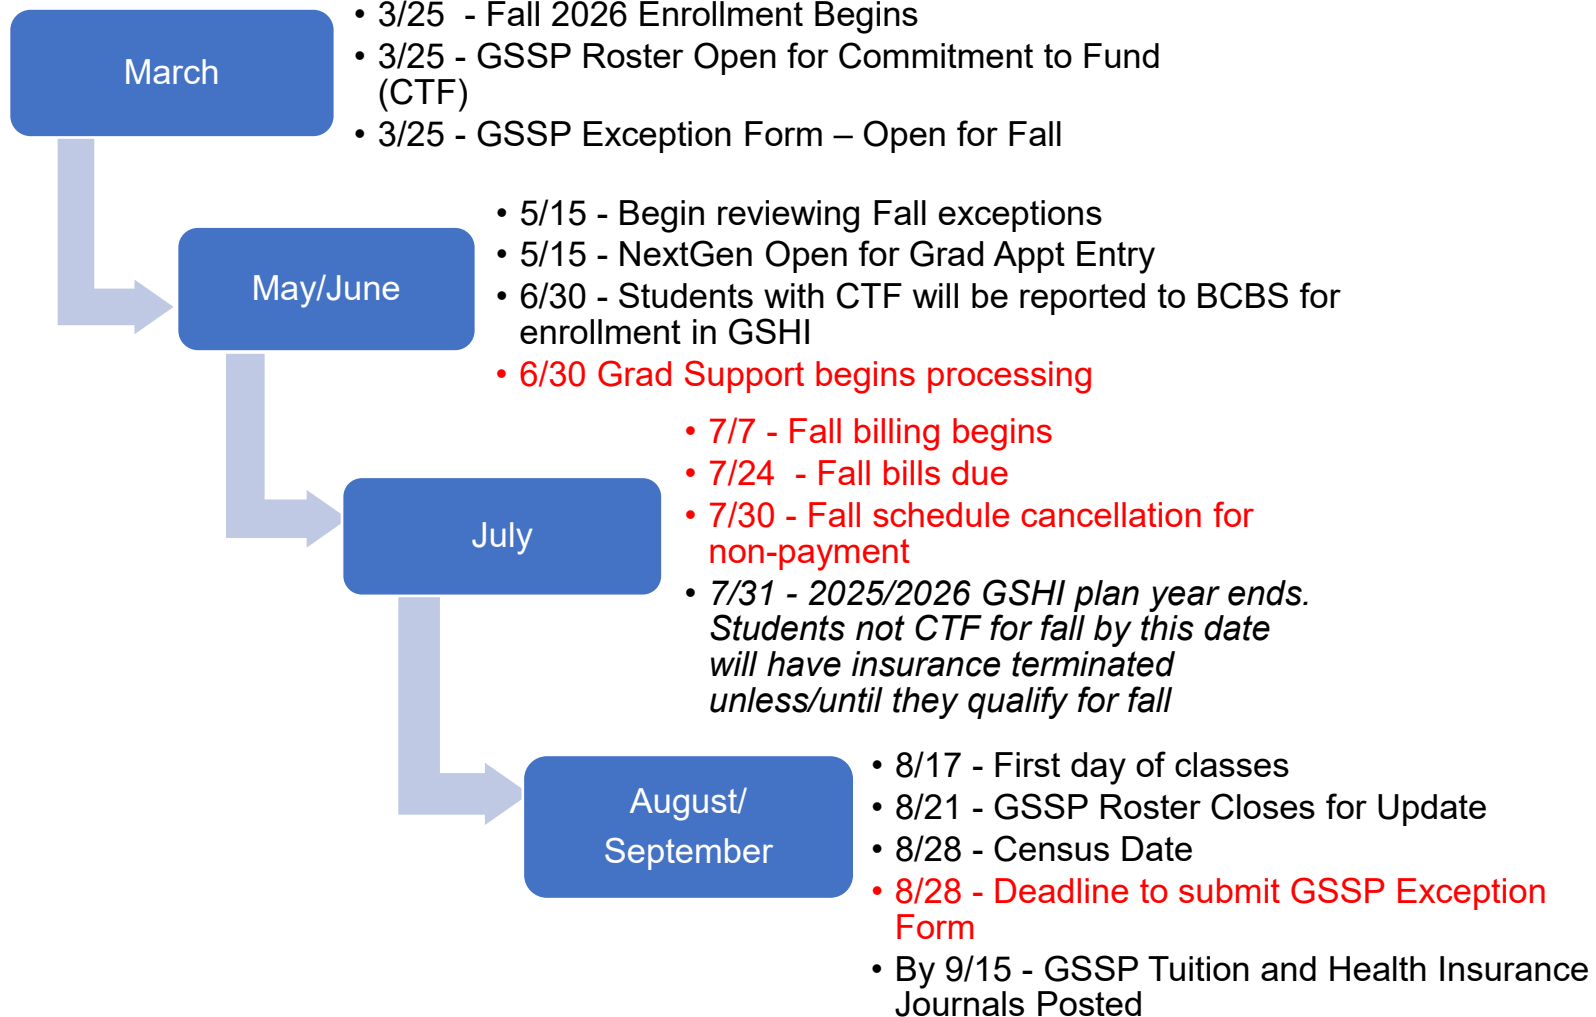 March
• 3/25  - Fall 2026 Enrollment Begins
• 3/25 - GSSP Roster Open for Commitment to Fund
(CTF)
• 3/25 - GSSP Exception Form – Open for Fall
May/June
• 5/15 - Begin reviewing Fall exceptions
• 5/15 - NextGen Open for Grad Appt Entry
• 6/30 - Students with CTF will be reported to BCBS for
enrollment in GSHI
• 6/30 Grad Support begins processing
July
• 7/7 - Fall billing begins
• 7/24  - Fall bills due
• 7/30 - Fall schedule cancellation for
non-payment
• 7/31 - 2025/2026 GSHI plan year ends.
Students not CTF for fall by this date
will have insurance terminated
unless/until they qualify for fall
August/
September
• 8/17 - First day of classes
• 8/21 - GSSP Roster Closes for Update
• 8/28 - Census Date
• 8/28 - Deadline to submit GSSP Exception
Form
• By 9/15 - GSSP Tuition and Health Insurance
Journals Posted